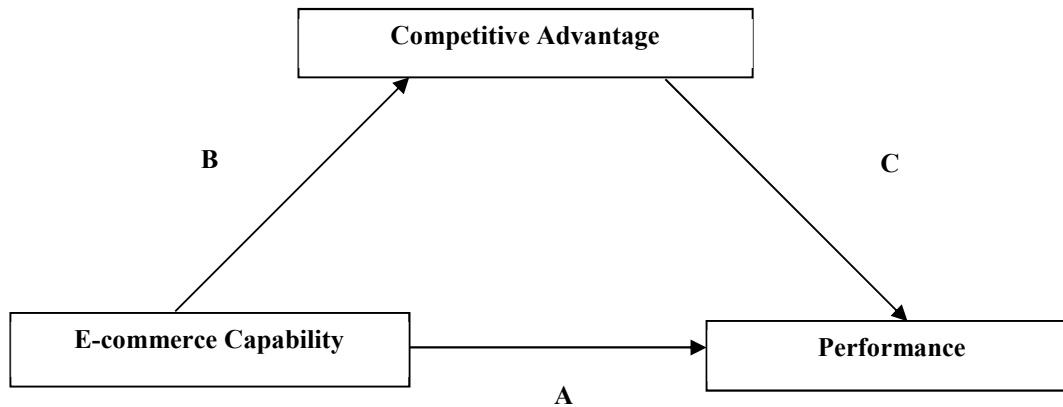 Competitive Advantage
B
C
E-commerce Capability
Performance
A